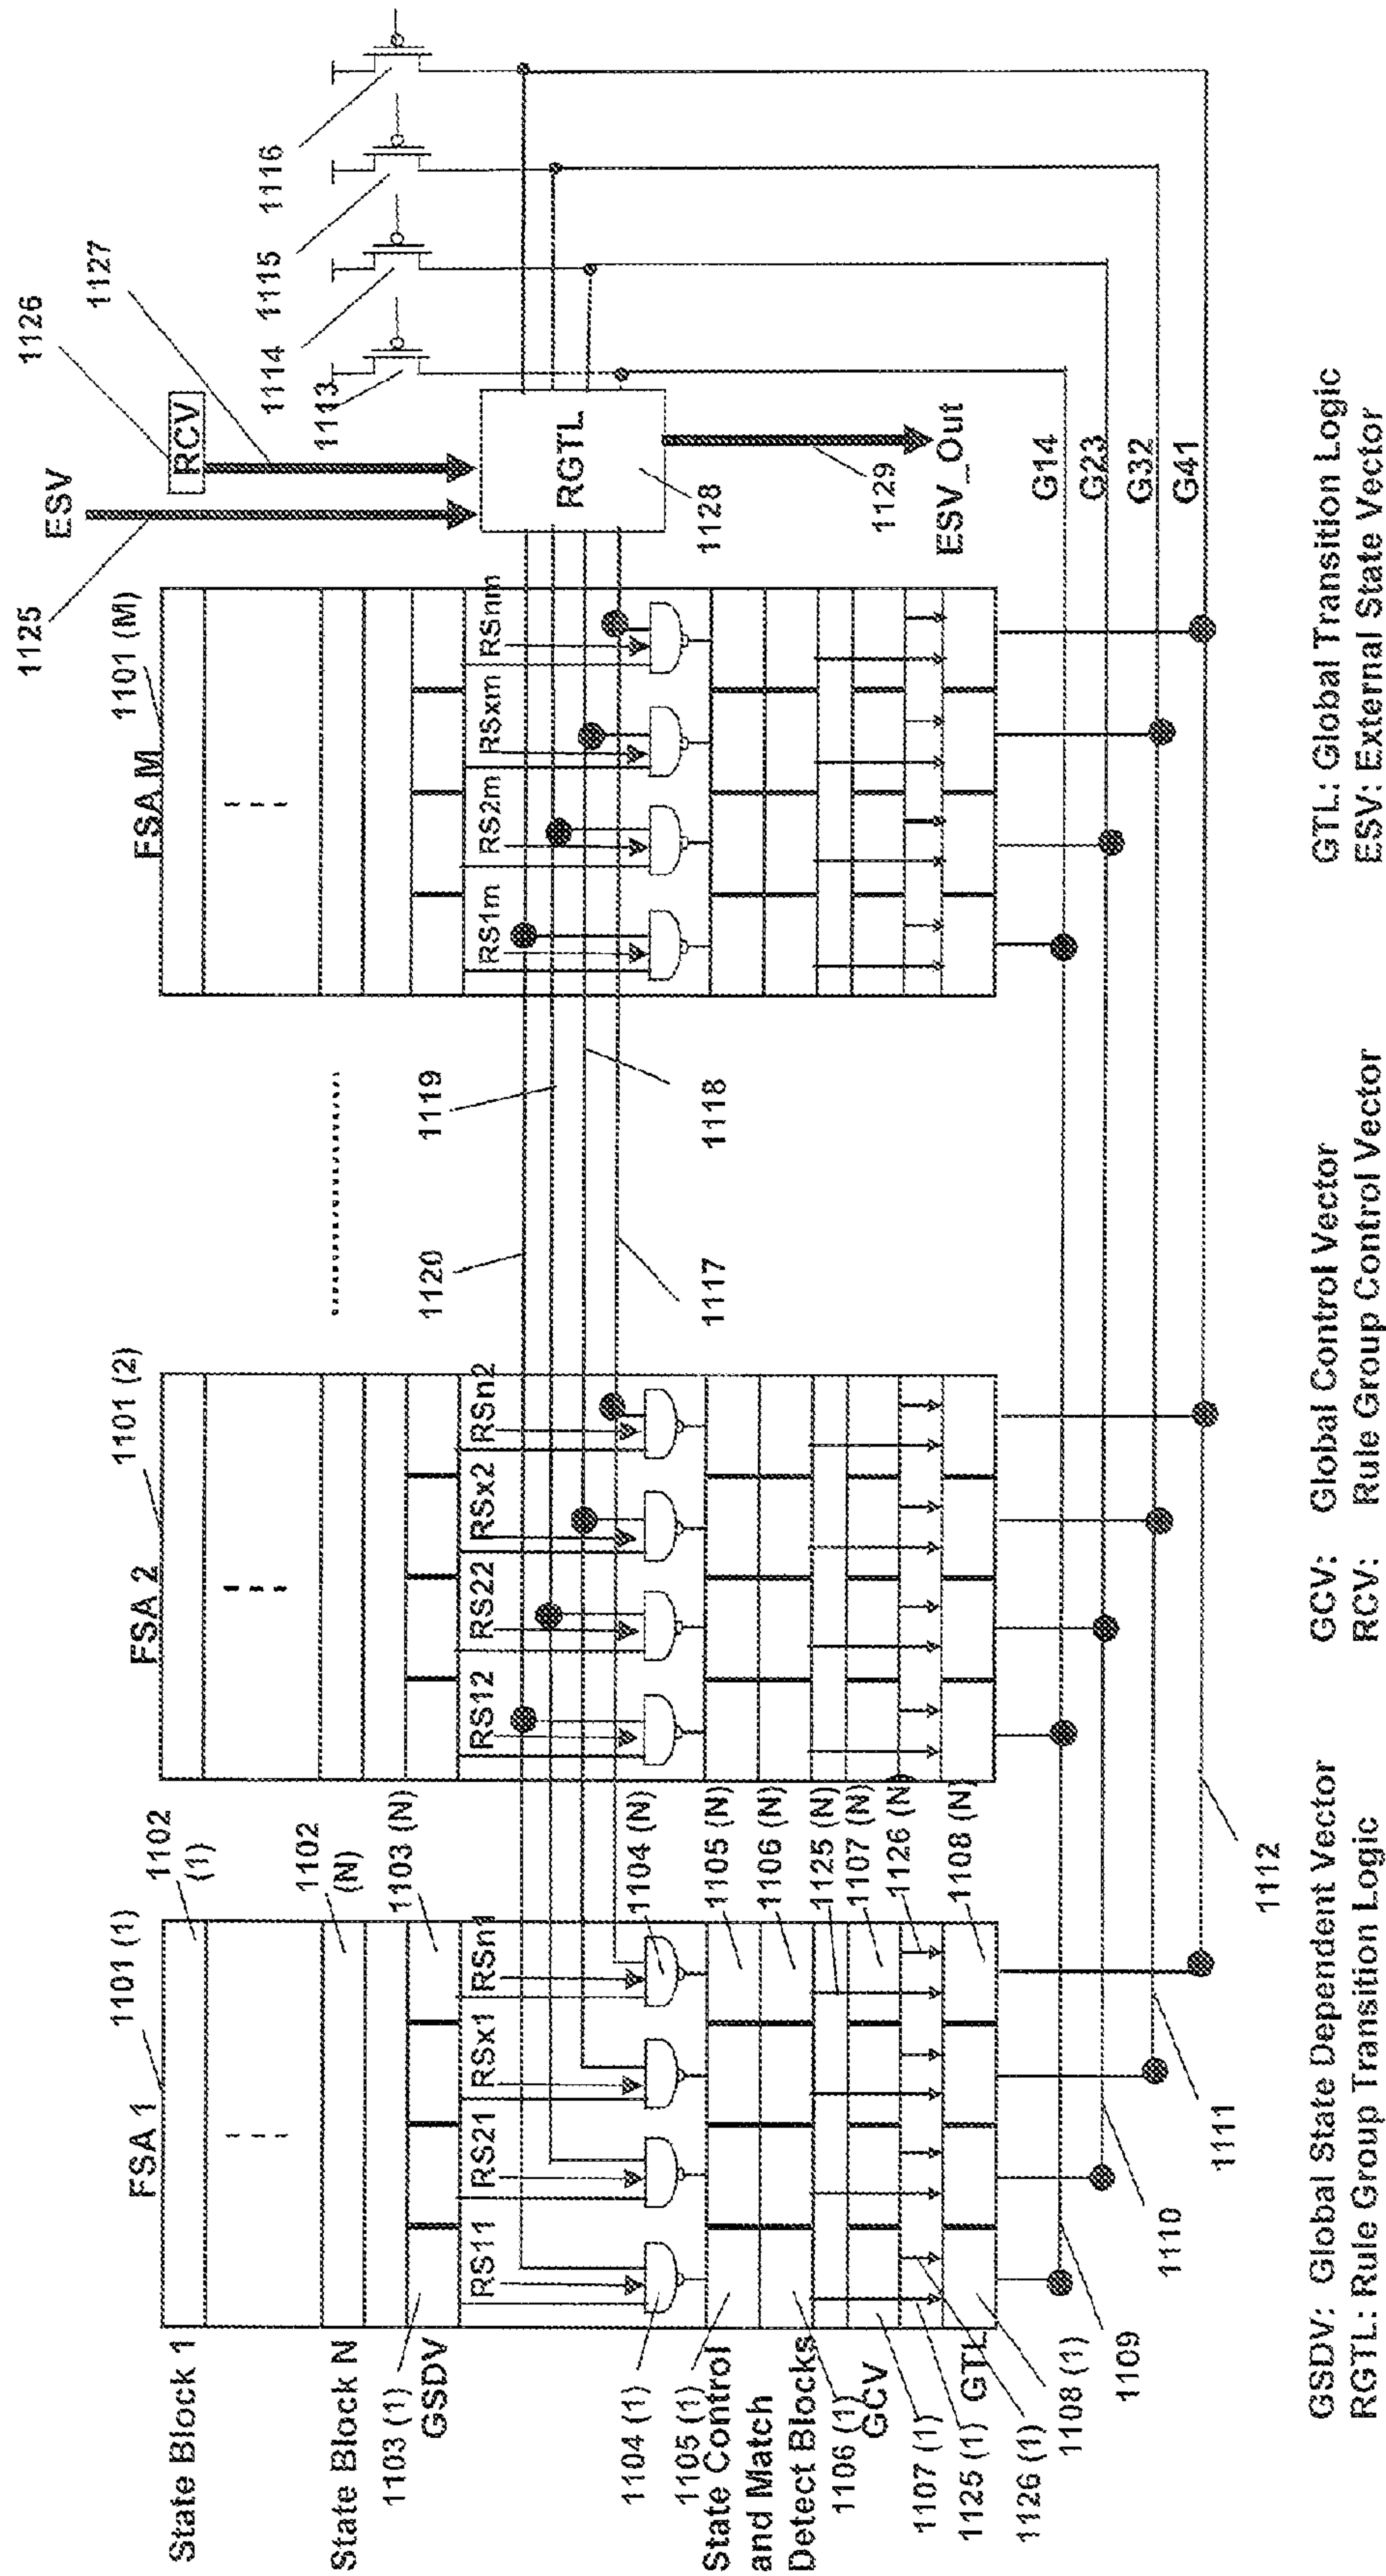 1125
ESV
1126
RCV
1127
1113
1114
1115
1116
FSA 1
1101 (1)
FSA 2
1101 (2)
FSA M
1101 (M)
State Block 1
1102
(1)
State Block N
1102
(N)
1103 (1)
GSDV
1103 (N)
RS11
RS21
RSx1
RSn1
RS12
RS22
RSx2
RSn2
RS1m
RS2m
RSxm
RSnm
1120
1119
1118
1117
RGTL
1128
1129
ESV_Out
1104 (1)
1104 (N)
1105 (1)
1105 (N)
State Control
and Match
Detect Blocks
1106 (1)
1106 (N)
1125 (N)
GCV
1107 (1)
1107 (N)
1125 (1)
1126 (N)
GTL
1126 (1)
1108 (1)
1108 (N)
1109
1110
1111
1112
G14
G23
G32
G41
GSDV: Global State Dependent Vector
RGTL: Rule Group Transition Logic
GCV: Global Control Vector
RCV: Rule Group Control Vector
GTL: Global Transition Logic
ESV: External State Vector